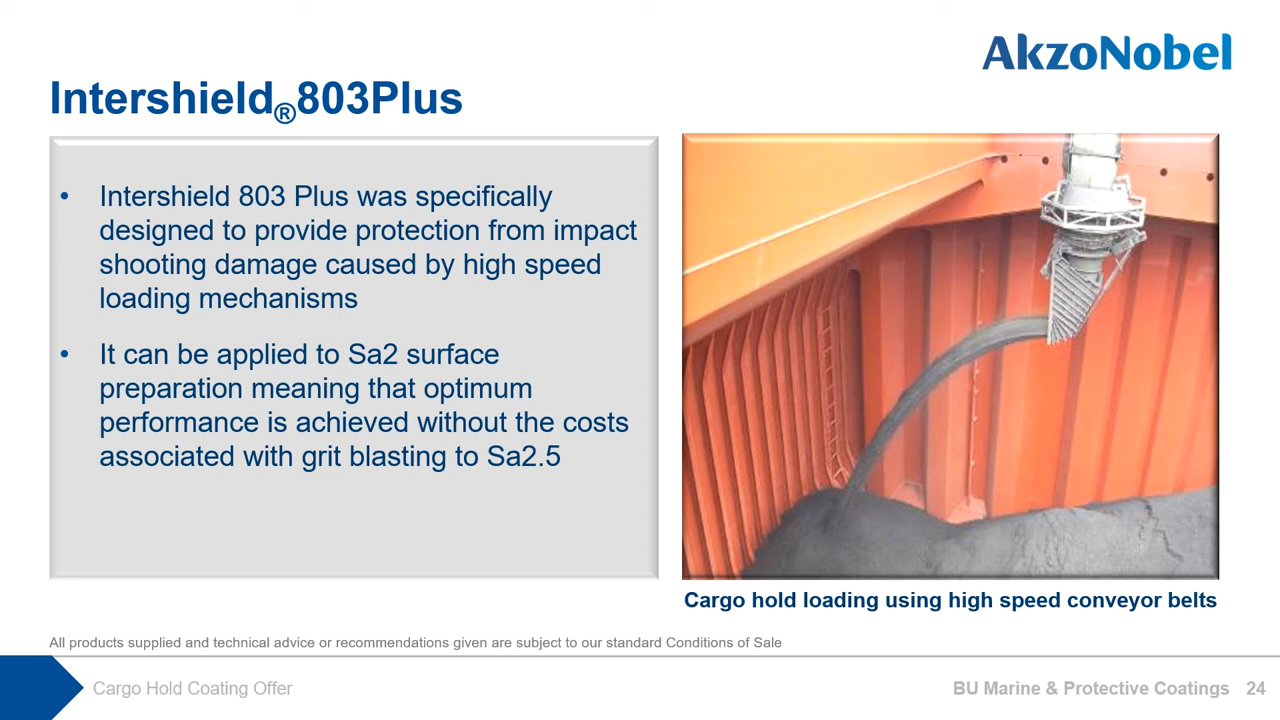 AkzoNobel
Intershield®803Plus
• Intershield 803 Plus was specifically
designed to provide protection from impact
shooting damage caused by high speed
loading mechanisms
• It can be applied to Sa2 surface
preparation meaning that optimum
performance is achieved without the costs
associated with grit blasting to Sa2.5
Cargo hold loading using high speed conveyor belts
All products supplied and technical advice or recommendations given are subject to our standard Conditions of Sale
Cargo Hold Coating Offer
BU Marine & Protective Coatings 24